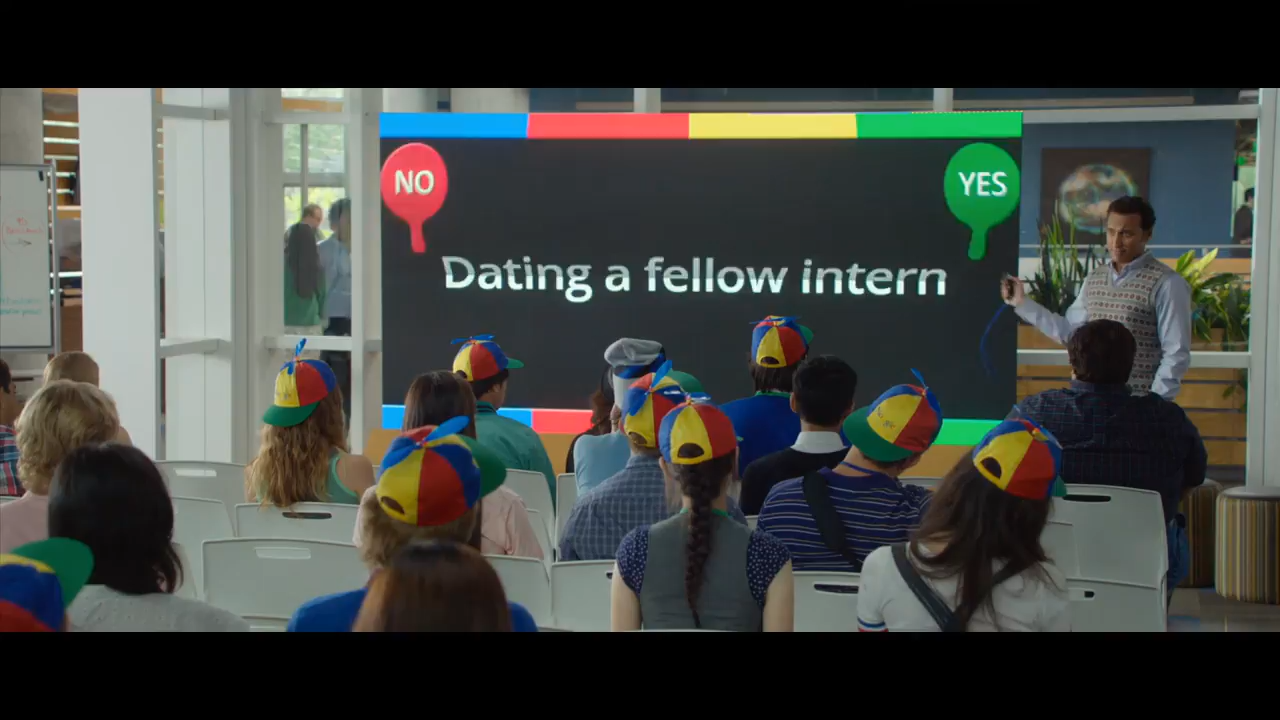 NO
YES
Dating a fellow intern